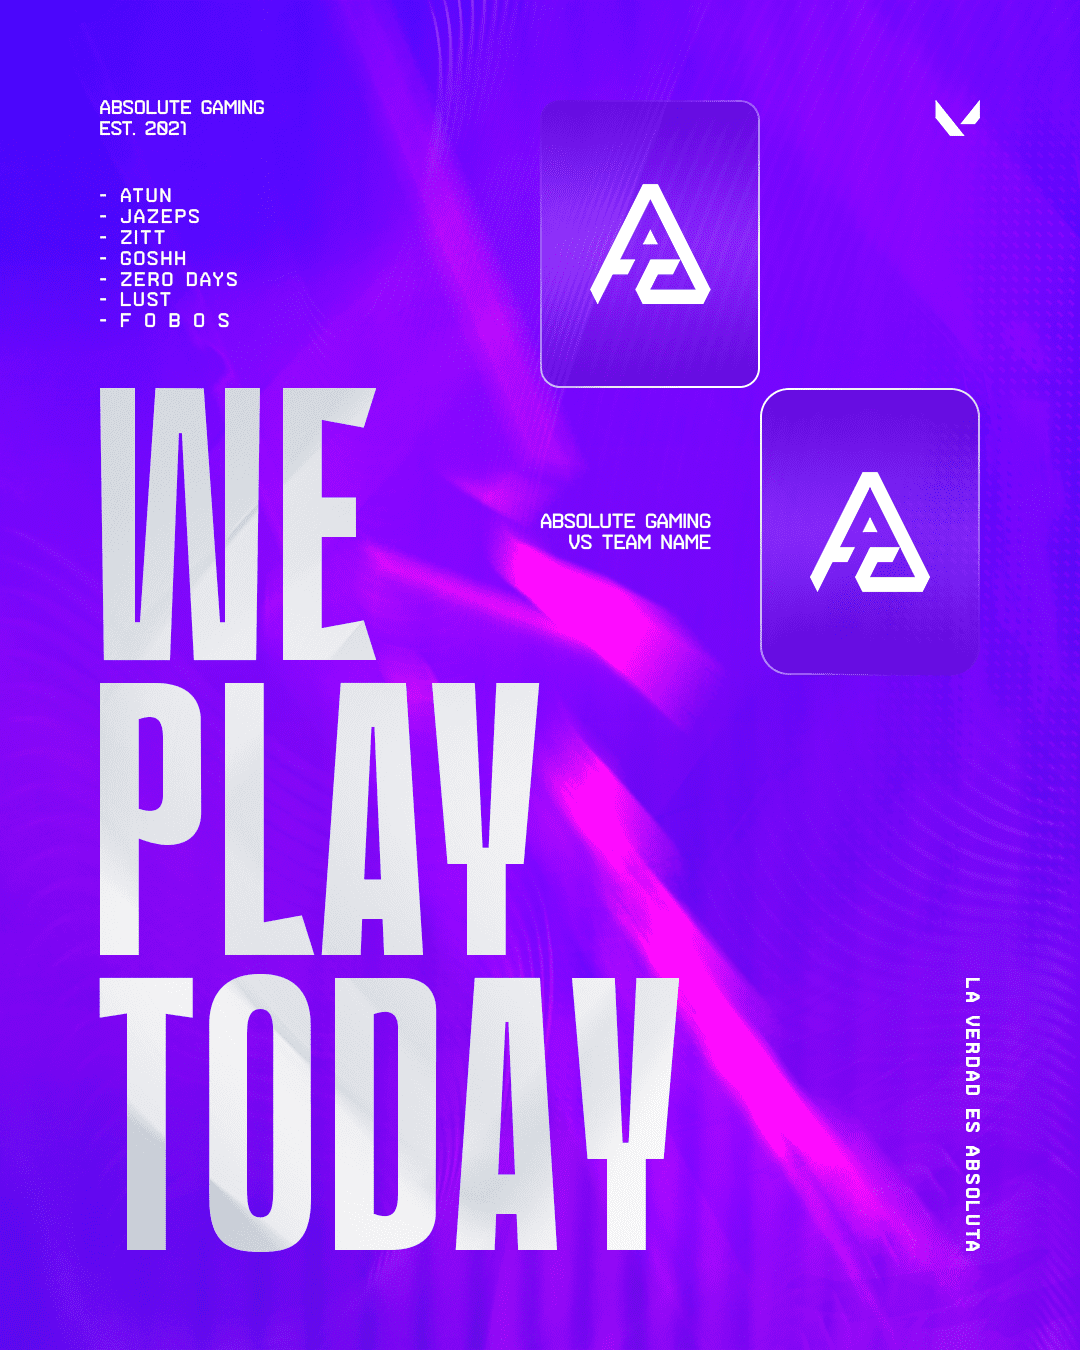 ABSOLUTE GAMING
EST. 2021
- ATUN
- JAZEPS
- ZITT
- GOSHH
- ZERO DAYS
- LUST
- F O B O S
WE
PLAY
TODAY
ABSOLUTE GAMING
VS TEAM NAME
LA VERDAD ES ABSOLUTA